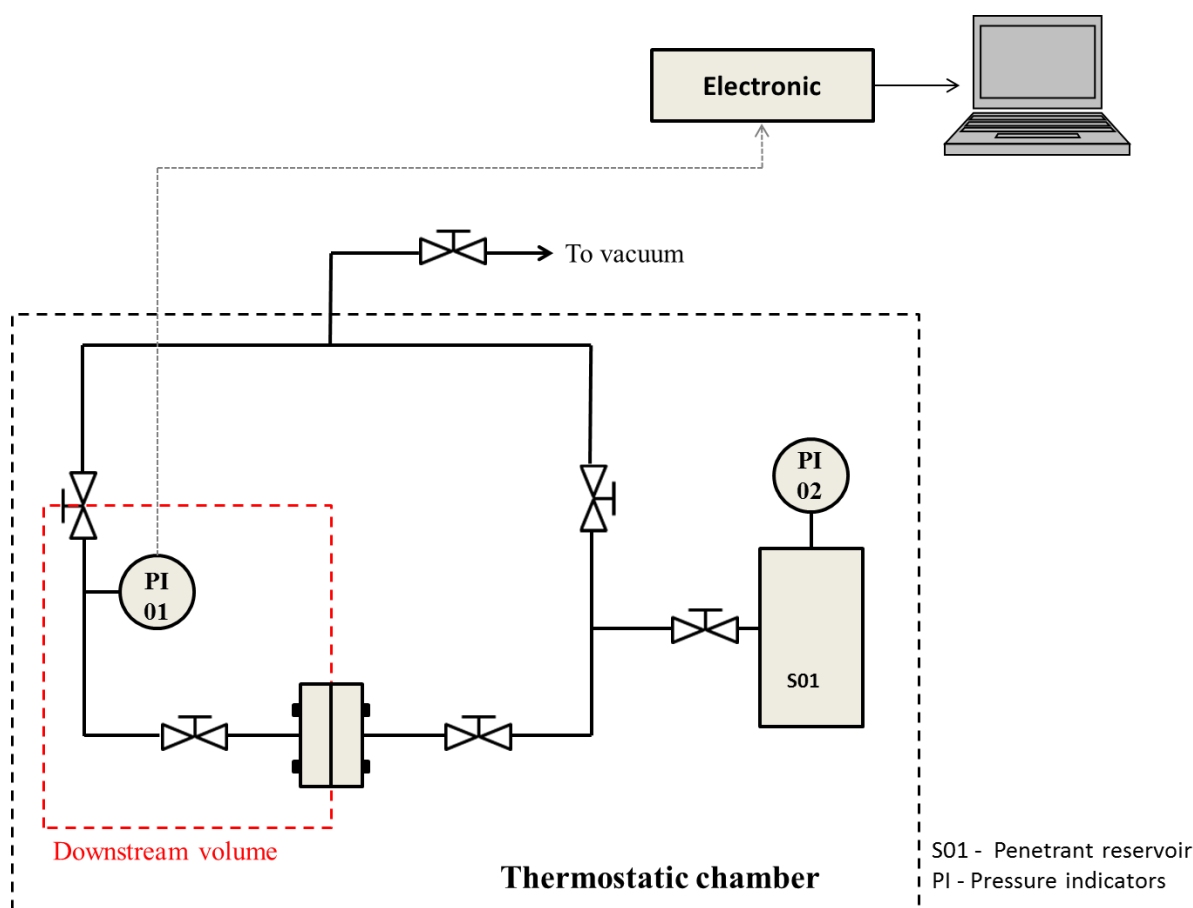 Electronic
To vacuum
PI
02
PI
01
S01
Downstream volume
Thermostatic chamber
S01 - Penetrant reservoir
PI - Pressure indicators